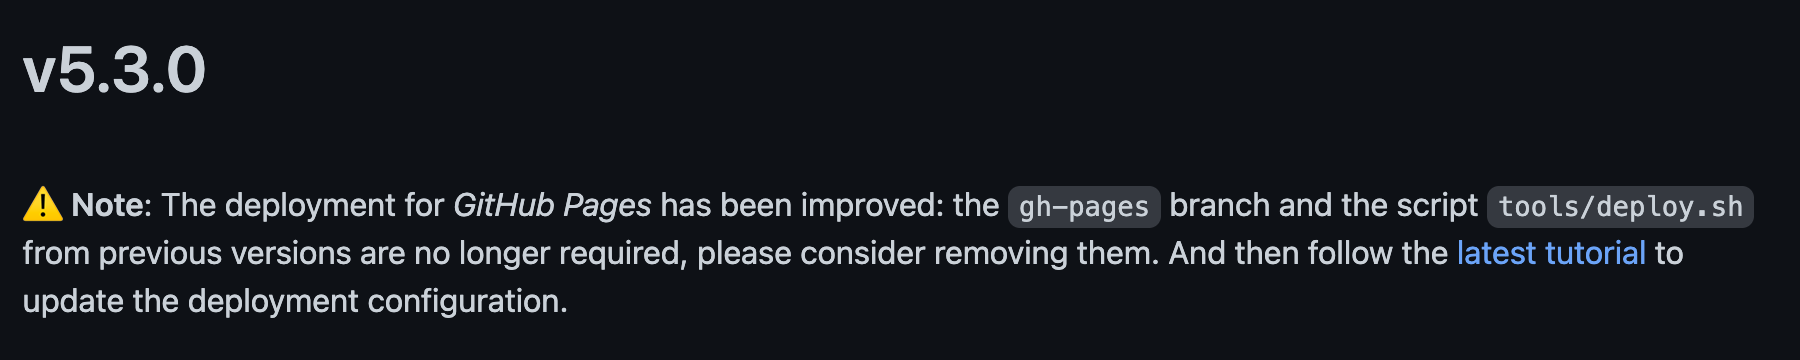 v5.3.0
⚠️ Note: The deployment for GitHub Pages has been improved: the gh-pages branch and the script tools/deploy.sh
from previous versions are no longer required, please consider removing them. And then follow the latest tutorial to
update the deployment configuration.